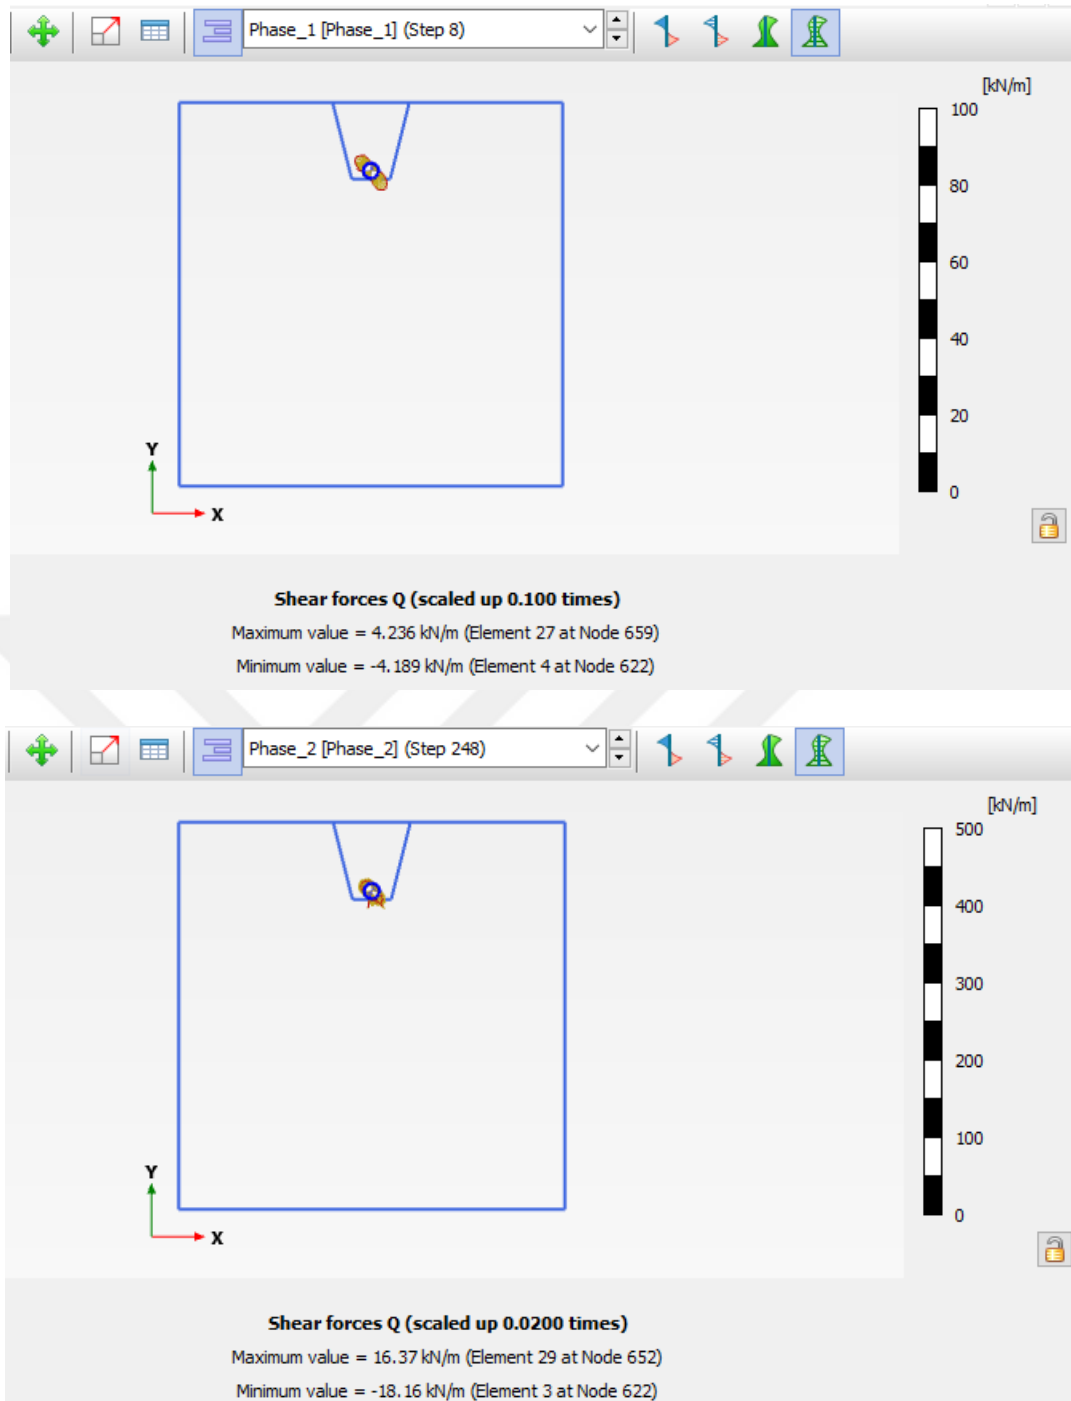 Phase_1 [Phase_1] (Step 8)
[kN/m]
100
80
60
40
20
0
Y
X
Shear forces Q (scaled up 0.100 times)
Maximum value = 4.236 kN/m (Element 27 at Node 659)
Minimum value = -4.189 kN/m (Element 4 at Node 622)
Phase_2 [Phase_2] (Step 248)
[kN/m]
500
400
300
200
100
0
Y
X
Shear forces Q (scaled up 0.0200 times)
Maximum value = 16.37 kN/m (Element 29 at Node 652)
Minimum value = -18.16 kN/m (Element 3 at Node 622)